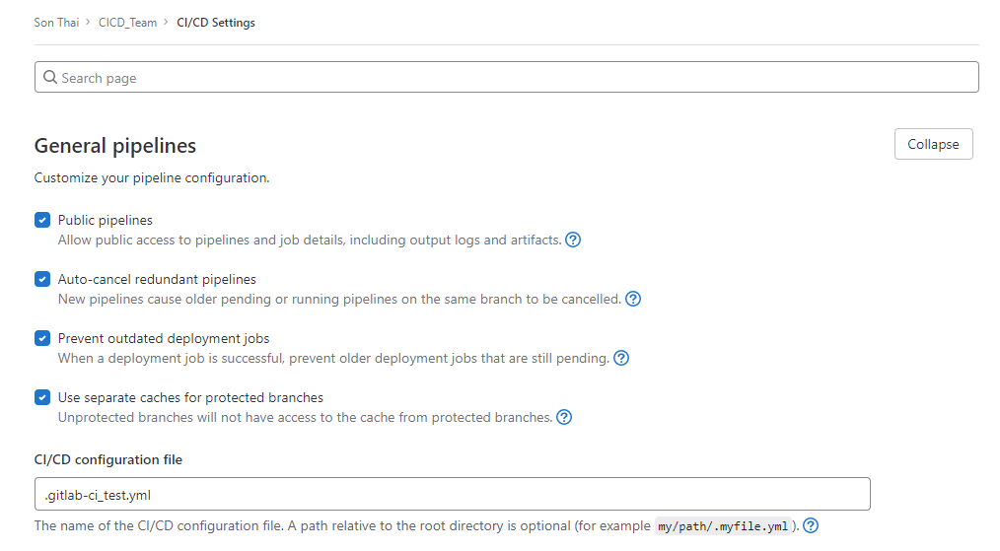 Son Thai > CICD_Team > CI/CD Settings
Search page
General pipelines
Collapse
Customize your pipeline configuration.
Public pipelines
Allow public access to pipelines and job details, including output logs and artifacts. ?
Auto-cancel redundant pipelines
New pipelines cause older pending or running pipelines on the same branch to be cancelled. ?
Prevent outdated deployment jobs
When a deployment job is successful, prevent older deployment jobs that are still pending. ?
Use separate caches for protected branches
Unprotected branches will not have access to the cache from protected branches. ?
CI/CD configuration file
.gitlab-ci_test.yml
The name of the CI/CD configuration file. A path relative to the root directory is optional (for example my/path/.myfile.yml). ?